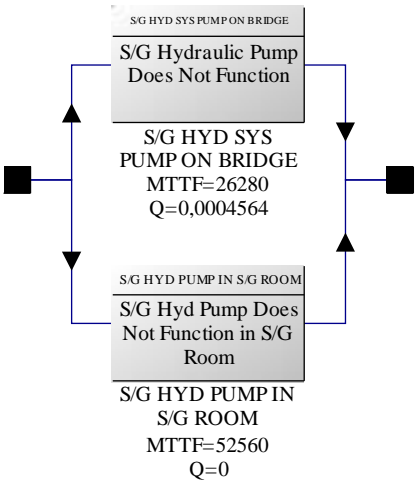 S/G HYD SYS PUMP ON BRIDGE
S/G Hydraulic Pump
Does Not Function
S/G HYD SYS
PUMP ON BRIDGE
MTTF=26280
Q=0,0004564
S/G HYD PUMP IN S/G ROOM
S/G Hyd Pump Does
Not Function in S/G
Room
S/G HYD PUMP IN
S/G ROOM
MTTF=52560
Q=0